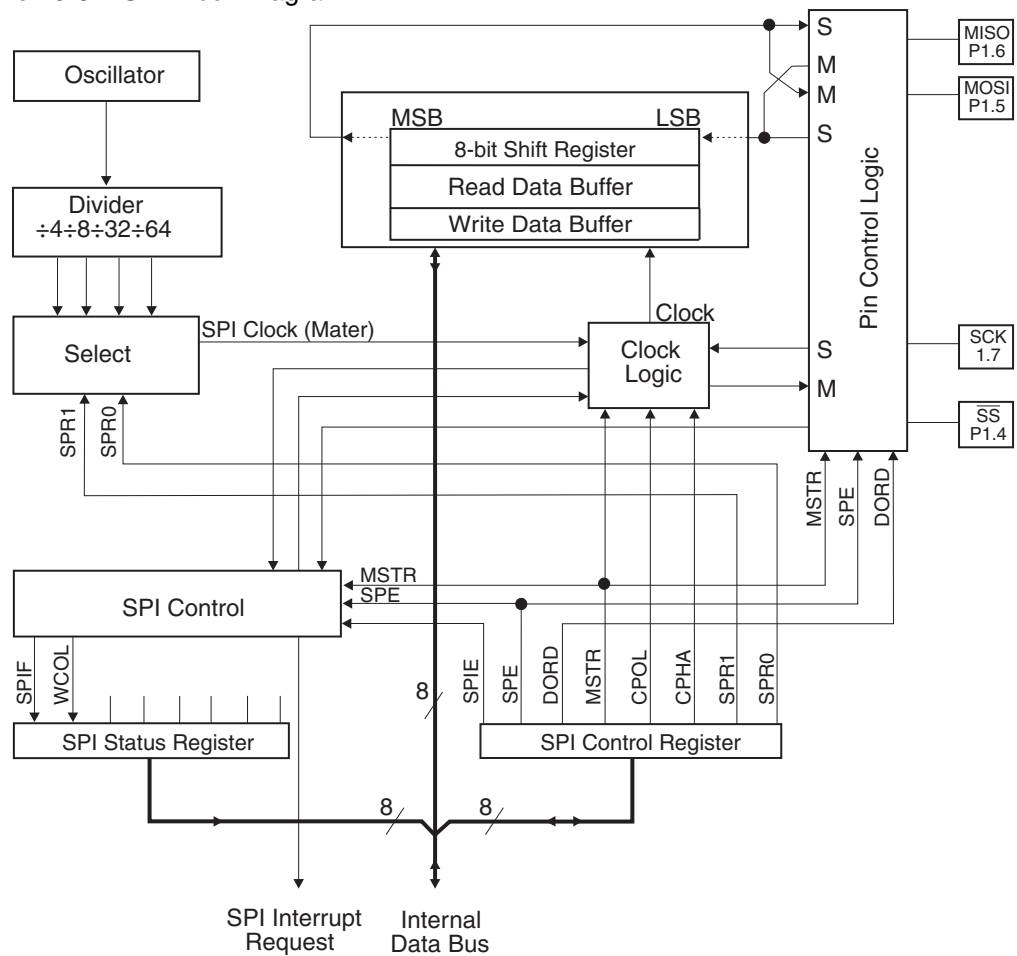 Oscillator
Divider
÷4÷8÷32÷64
Select
SPI Clock (Mater)
SPR1
SPR0
MSB
LSB
8-bit Shift Register
Read Data Buffer
Write Data Buffer
Clock
Clock
Logic
S
M
M
S
S
M
Pin Control Logic
MISO
P1.6
MOSI
P1.5
SCK
1.7
SS
P1.4
MSTR
SPE
DORD
SPI Control
MSTR
SPE
SPIF
WCOL
SPI Status Register
8
SPIE
SPE
DORD
MSTR
CPOL
CPHA
SPR1
SPR0
SPI Control Register
8
8
SPI Interrupt
Request
Internal
Data Bus